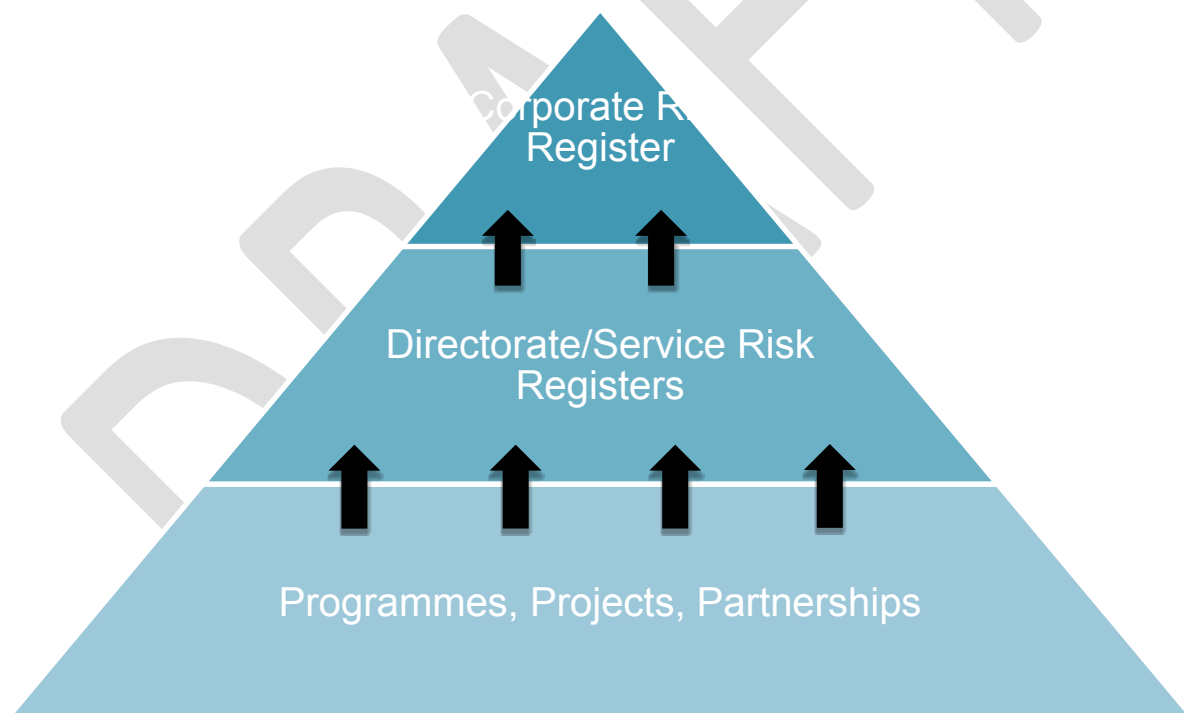 Corporate
Register
Directorate/Service Risk
Registers
Programmes, Projects, Partnerships